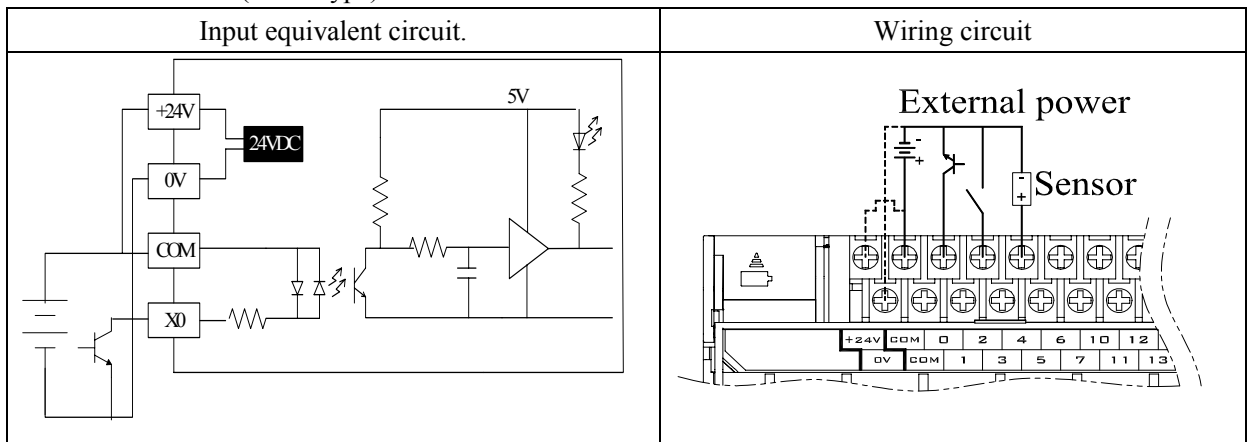 Input equivalent circuit.
Wiring circuit
+24V
24VDC
0V
COM
X0
5V
External power
-
+
-
+
Sensor
+24V COM 0 2 4 6 10 12
0V COM 1 3 5 7 11 13